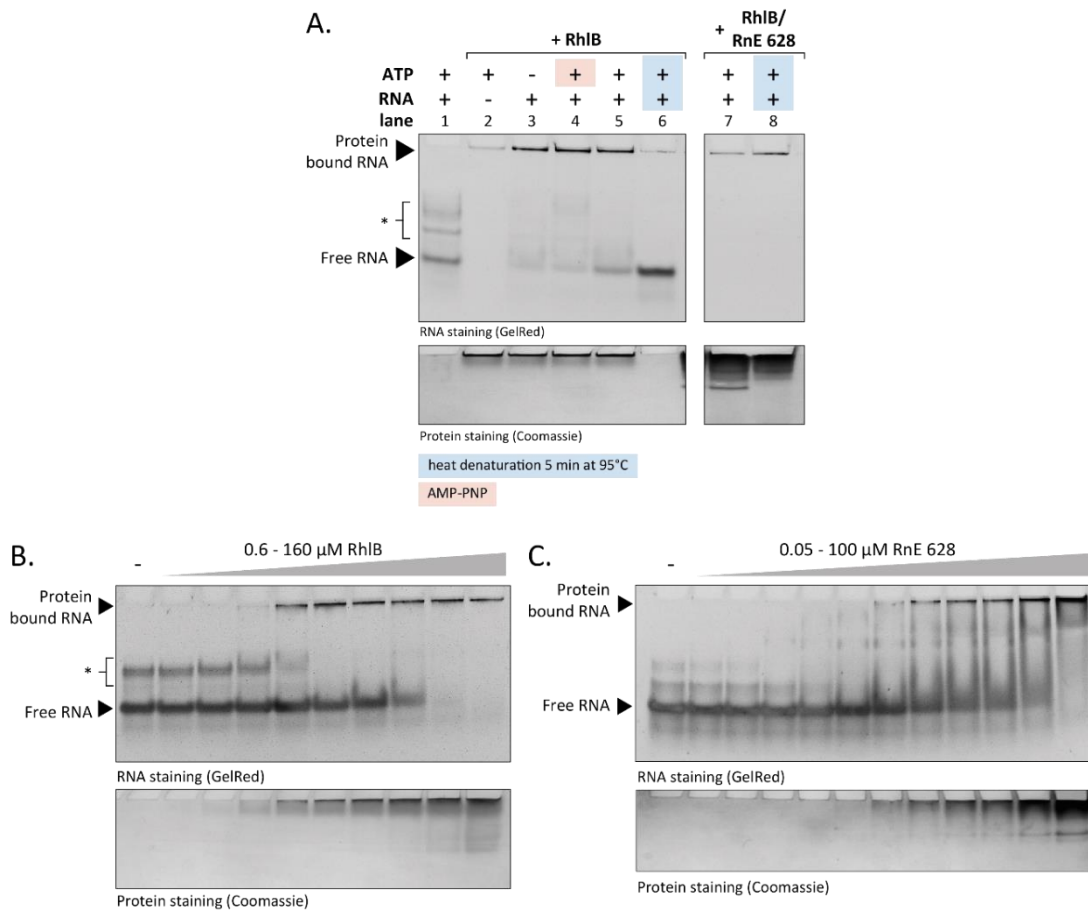 A.
+ RhlB
+ RhlB/
RnE 628
ATP + + - + + + + +
RNA + - + + + + + +
lane 1 2 3 4 5 6 7 8
Protein
bound RNA
*
Free RNA
RNA staining (GelRed)
Protein staining (Coomassie)
heat denaturation 5 min at 95°C
AMP-PNP
B.
-
0.6 - 160 µM RhlB
Protein
bound RNA
*
Free RNA
RNA staining (GelRed)
Protein staining (Coomassie)
C.
-
0.05 - 100 µM RnE 628
Protein
bound RNA
Free RNA
RNA staining (GelRed)
Protein staining (Coomassie)